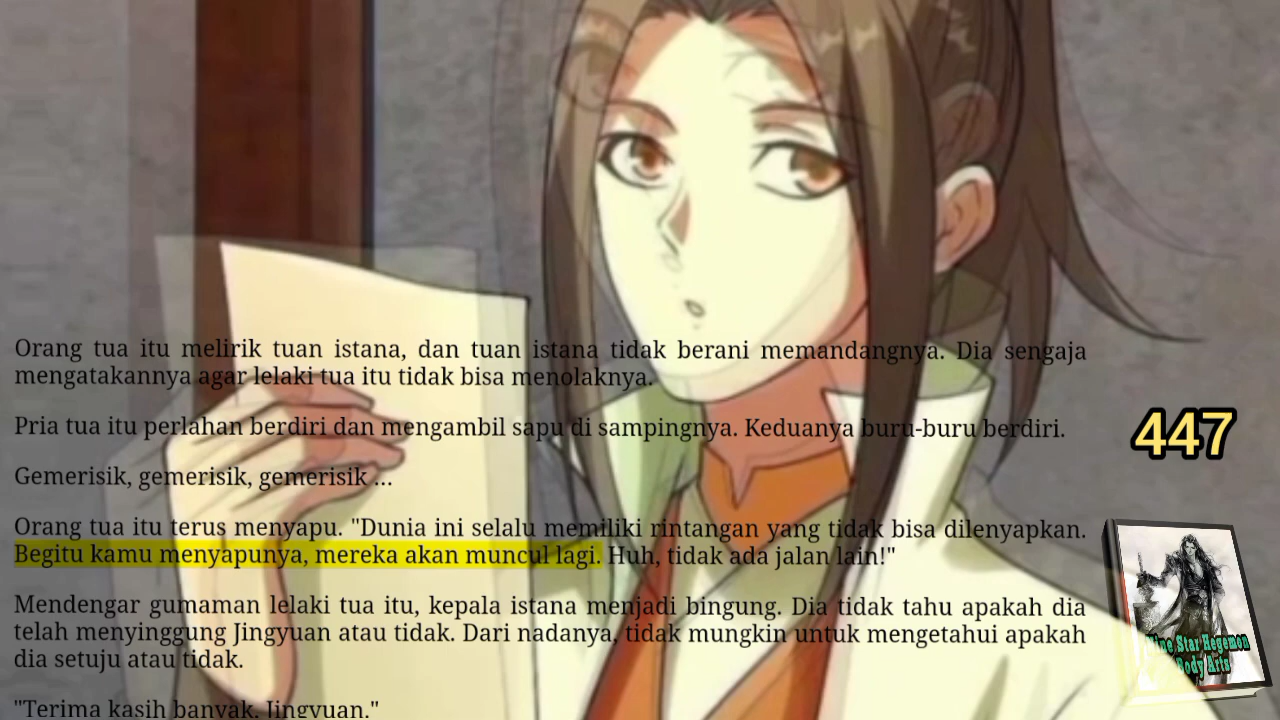 Orang tua itu melirik tuan istana, dan tuan istana tidak berani memandangnya. Dia sengaja
mengatakannya agar lelaki tua itu tidak bisa menolaknya.
Pria tua itu perlahan berdiri dan mengambil sapu di sampingnya. Keduanya buru-buru berdiri.
Gemerisik, gemerisik, gemerisik ...
Orang tua itu terus menyapu. "Dunia ini selalu memiliki rintangan yang tidak bisa dilenyapkan.
Begitu kamu menyapunya, mereka akan muncul lagi. Huh, tidak ada jalan lain!"
Mendengar gumaman lelaki tua itu, kepala istana menjadi bingung. Dia tidak tahu apakah dia
telah menyinggung Jingyuan atau tidak. Dari nadanya, tidak mungkin untuk mengetahui apakah
dia setuju atau tidak.
"Terima kasih banyak, Jingyuan."
447
Nine Star Hegemon
Body Arts